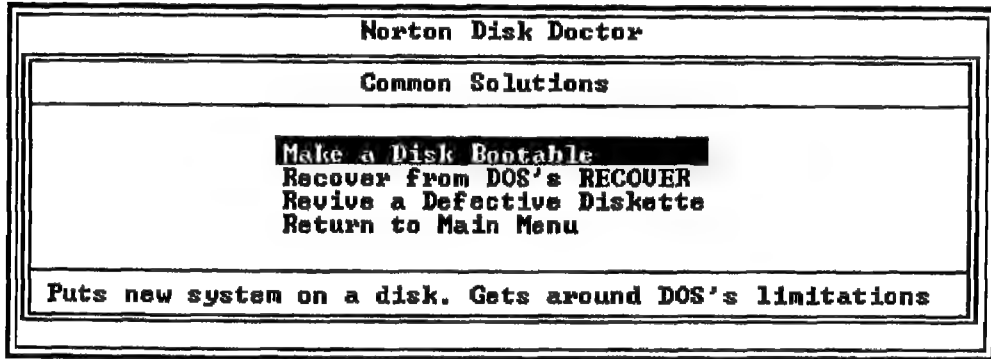 Norton Disk Doctor
Common Solutions
Make a Disk Bootable
Recover from DOS's RECOVER
Revive a Defective Diskette
Return to Main Menu
Puts new system on a disk. Gets around DOS's limitations